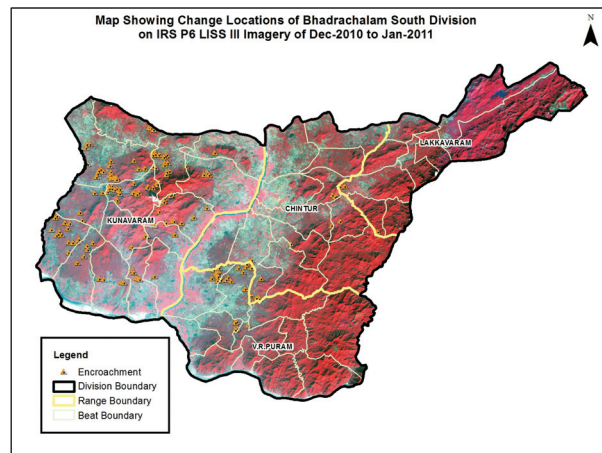 Map Showing Change Locations of Bhadrachalam South Division
on IRS P6 LISS III Imagery of Dec-2010 to Jan-2011
N
LAKKAVARAM
CHINTUR
KUNAVARAM
V.R.PURAM
Legend
Encroachment
Division Boundary
Range Boundary
Beat Boundary